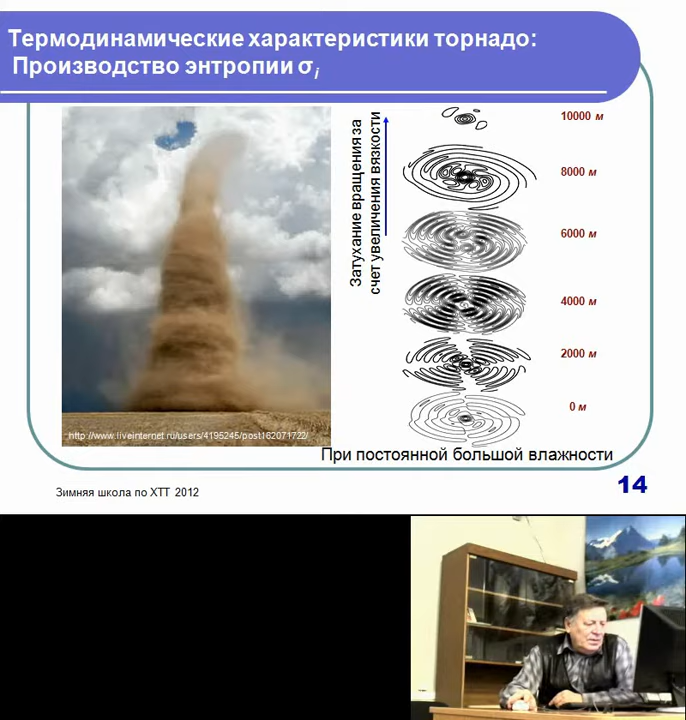 Термодинамические характеристики торнадо:
Производство энтропии σi
Затухание вращения за
счет увеличения вязкости
10000 м
8000 м
6000 м
4000 м
2000 м
0 м
http://www.liveinternet.ru/users/4195245/post162071722/
При постоянной большой влажности
Зимняя школа по ХТТ 2012
14